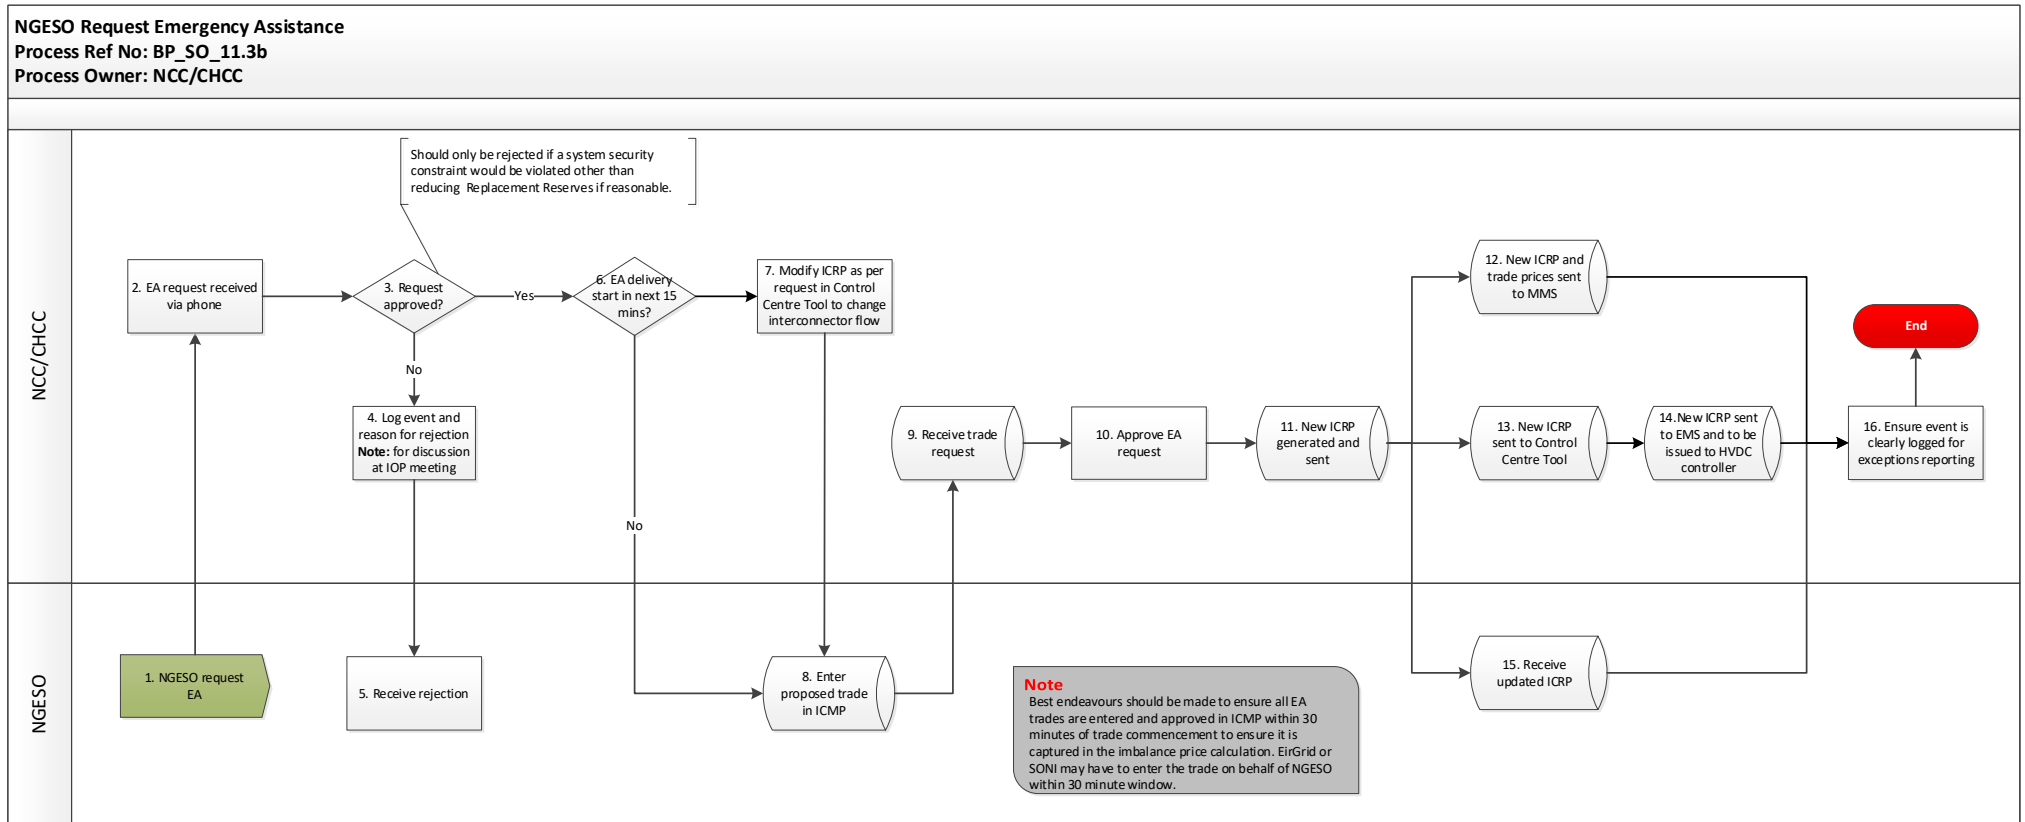 NGESO Request Emergency Assistance
Process Ref No: BP_SO_11.3b
Process Owner: NCC/CHCC
NCC/CHCC
Should only be rejected if a system security
constraint would be violated other than
reducing Replacement Reserves if reasonable.
2. EA request received
via phone
3. Request
approved?
Yes
6. EA delivery
start in next 15
mins?
7. Modify ICRP as per
request in Control
Centre Tool to change
interconnector flow
No
4. Log event and
reason for rejection
Note: for discussion
at IOP meeting
No
9. Receive trade
request
10. Approve EA
request
11. New ICRP
generated and
sent
12. New ICRP and
trade prices sent
to MMS
13. New ICRP
sent to Control
Centre Tool
14.New ICRP sent
to EMS and to be
issued to HVDC
controller
16. Ensure event is
clearly logged for
exceptions reporting
End
NGESO
1. NGESO request
EA
5. Receive rejection
8. Enter
proposed trade
in ICMP
Note
Best endeavours should be made to ensure all EA
trades are entered and approved in ICMP within 30
minutes of trade commencement to ensure it is
captured in the imbalance price calculation. EirGrid or
SONI may have to enter the trade on behalf of NGESO
within 30 minute window.
15. Receive
updated ICRP